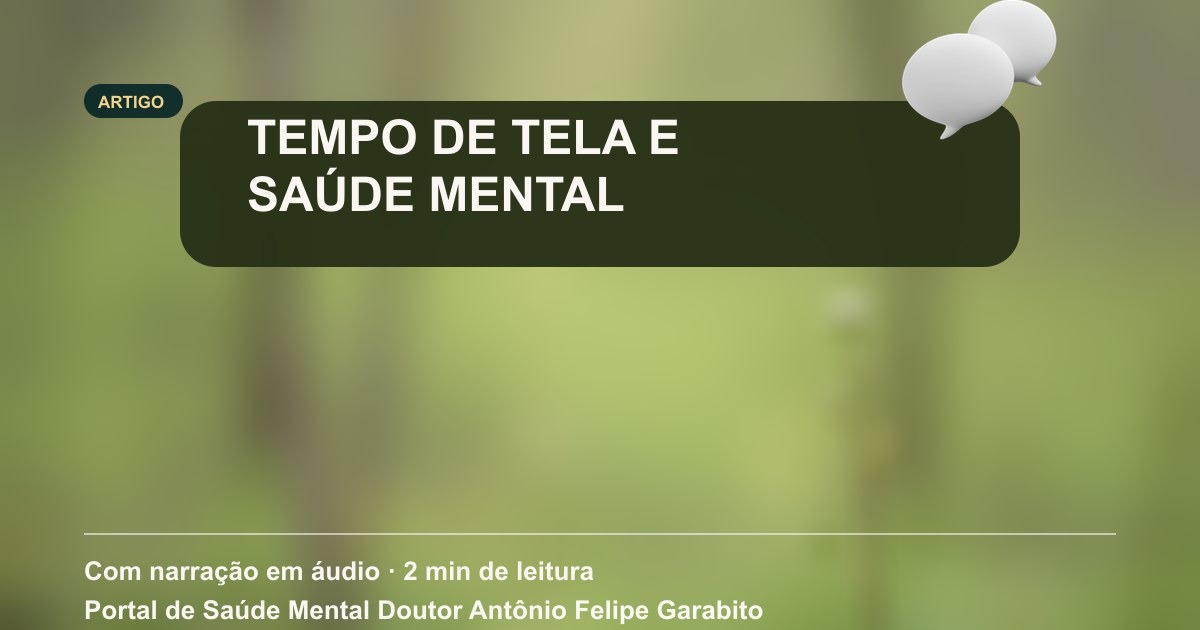 ARTIGO
TEMPO DE TELA E
SAÚDE MENTAL
Com narração em áudio · 2 min de leitura
Portal de Saúde Mental Doutor Antônio Felipe Garabito